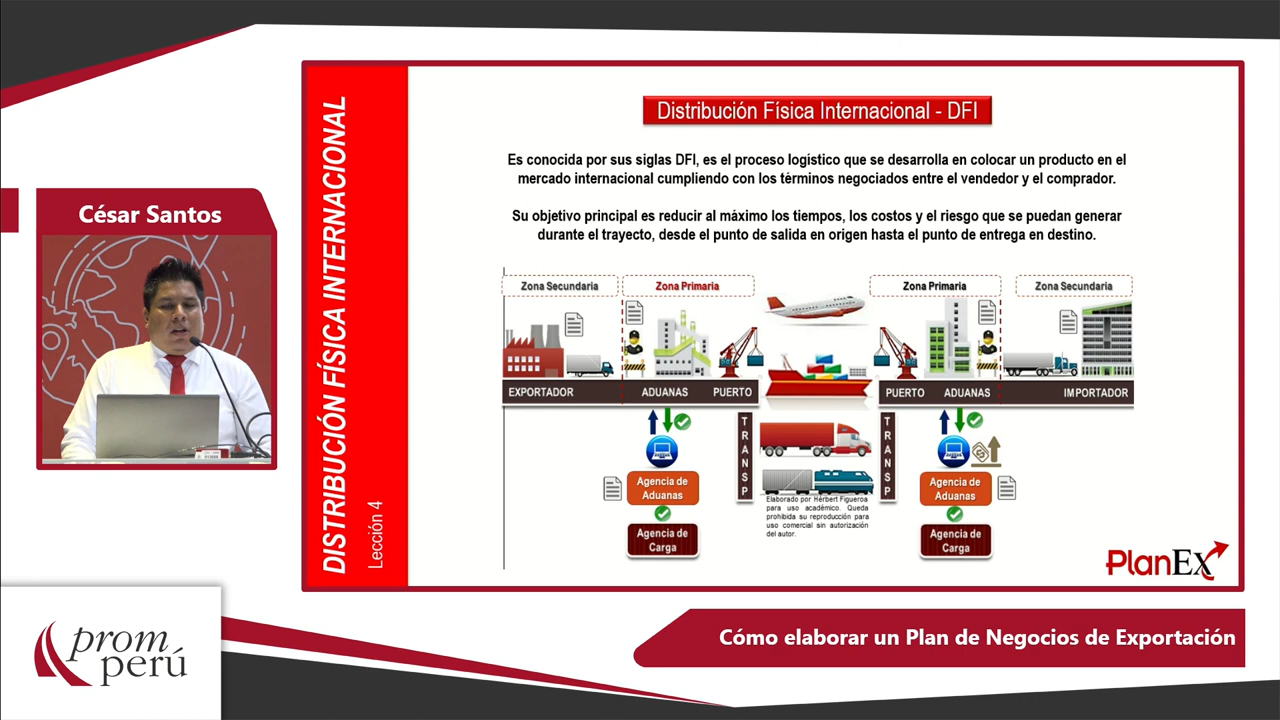 César Santos
DISTRIBUCIÓN FÍSICA INTERNACIONAL
Lección 4
Distribución Física Internacional - DFI
Es conocida por sus siglas DFI, es el proceso logístico que se desarrolla en colocar un producto en el
mercado internacional cumpliendo con los términos negociados entre el vendedor y el comprador.
Su objetivo principal es reducir al máximo los tiempos, los costos y el riesgo que se puedan generar
durante el trayecto, desde el punto de salida en origen hasta el punto de entrega en destino.
Zona Secundaria
Zona Primaria
Zona Primaria
Zona Secundaria
EXPORTADOR
ADUANAS
PUERTO
PUERTO
ADUANAS
IMPORTADOR
TRANSP
TRANSP
Agencia de
Aduanas
Agencia de
Carga
Elaborado por Hérbert Figueroa
para uso académico. Queda
prohibida su reproducción para
uso comercial sin autorización
del autor.
Agencia de
Aduanas
Agencia de
Carga
PlanEx
Cómo elaborar un Plan de Negocios de Exportación
prom
perú